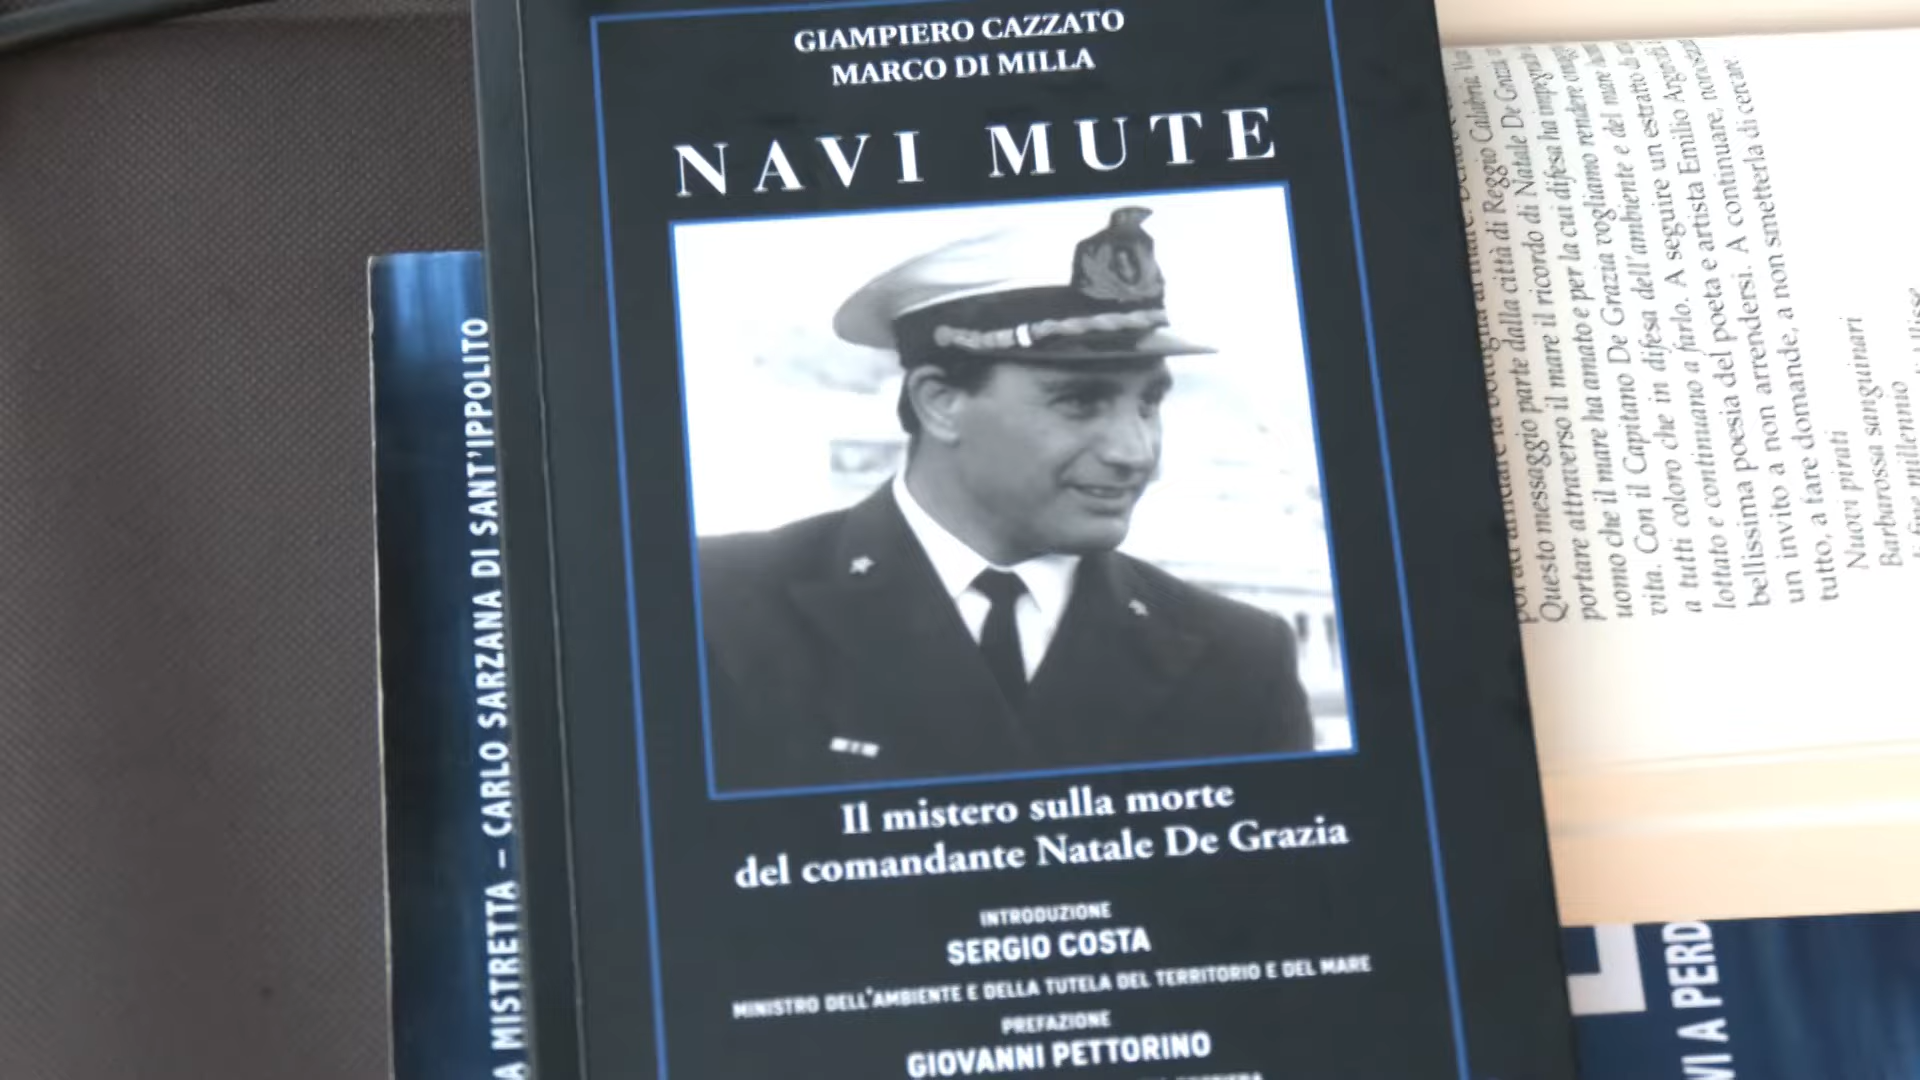 GIAMPIERO CAZZATO
MARCO DI MILLA
NAVI MUTE
Il mistero sulla morte
del comandante Natale De Grazia
INTRODUZIONE
SERGIO COSTA
MINISTRO DELL'AMBIENTE E DELLA TUTELA DEL TERRITORIO E DEL MARE
PREFAZIONE
GIOVANNI PETTORINO
A MISTRETTA – CARLO SARZANA DI SANT'IPPOLITO
Questo messaggio parte dalla città di Reggio Calabria
portare attraverso il mare il ricordo di Natale De Grazia
uomo che il mare ha amato e per la cui difesa ha impegnato
vita. Con il Capitano De Grazia vogliamo rendere
a tutti coloro che in difesa dell'ambiente e del mare
lottato e continuano a farlo. A seguire un estratto di
bellissima poesia del poeta e artista Emilio
un invito a non arrendersi. A continuare,
tutto, a fare domande, a non smetterla di cercare.
Nuovi pirati
Barbarossa sanguinari
di fine millennio
VI A PERD